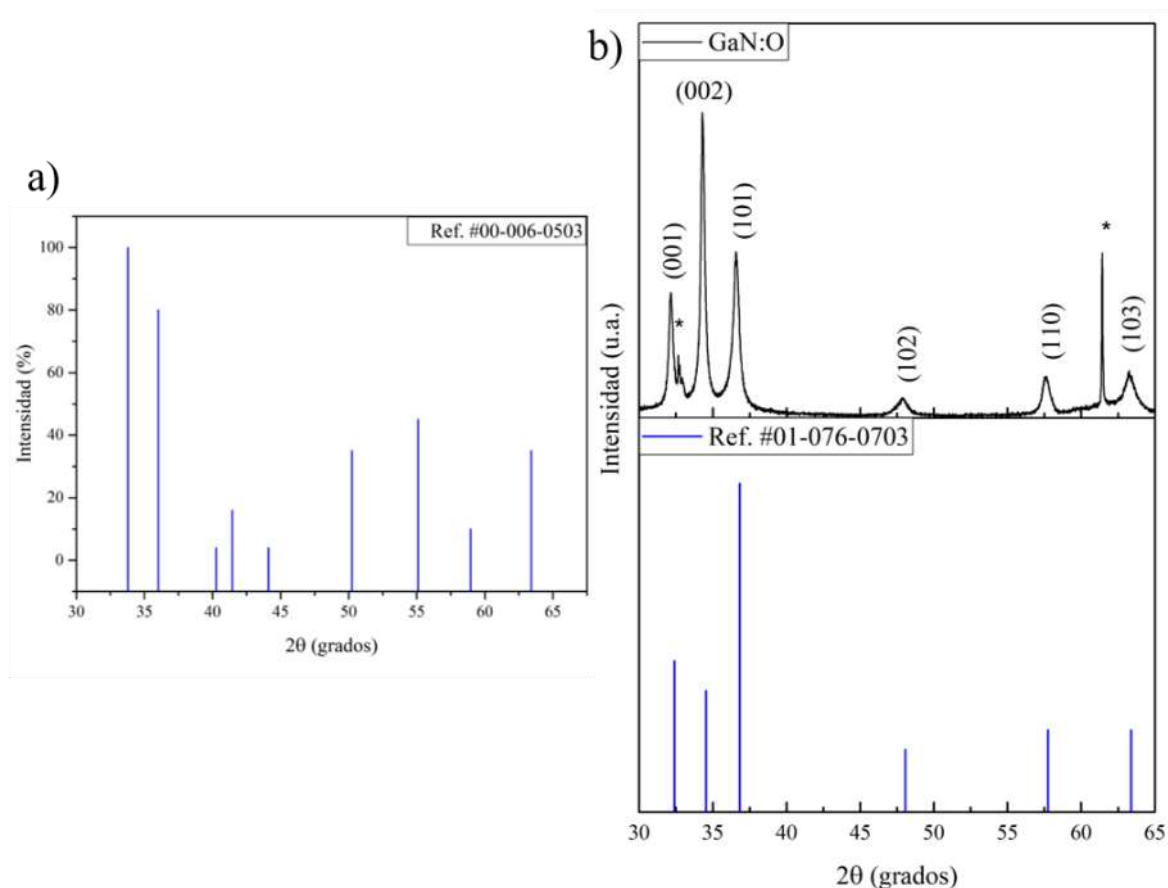 a)
Ref. #00-006-0503
Intensidad (%)
100
80
60
40
20
0
30 35 40 45 50 55 60 65
2θ (grados)
b)
GaN:O
(001)
*
(002)
(101)
(102)
(110)
*
(103)
Intensidad (u.a.)
Ref. #01-076-0703
30 35 40 45 50 55 60 65
2θ (grados)